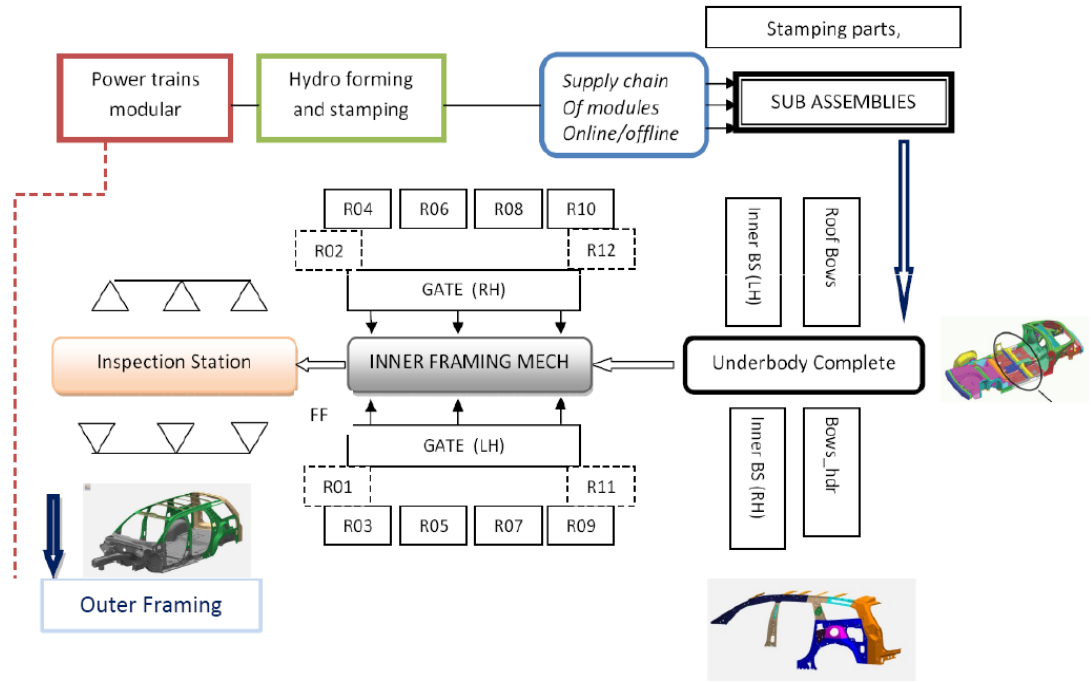 Stamping parts,
Power trains
modular
Hydro forming
and stamping
Supply chain
Of modules
Online/offline
SUB ASSEMBLIES
R04
R06
R08
R10
R02
R12
GATE (RH)
Inner BS (LH)
Roof Bows
Inspection Station
INNER FRAMING MECH
Underbody Complete
FF
GATE (LH)
R01
R11
R03
R05
R07
R09
Inner BS (RH)
Bows_hdr
Outer Framing